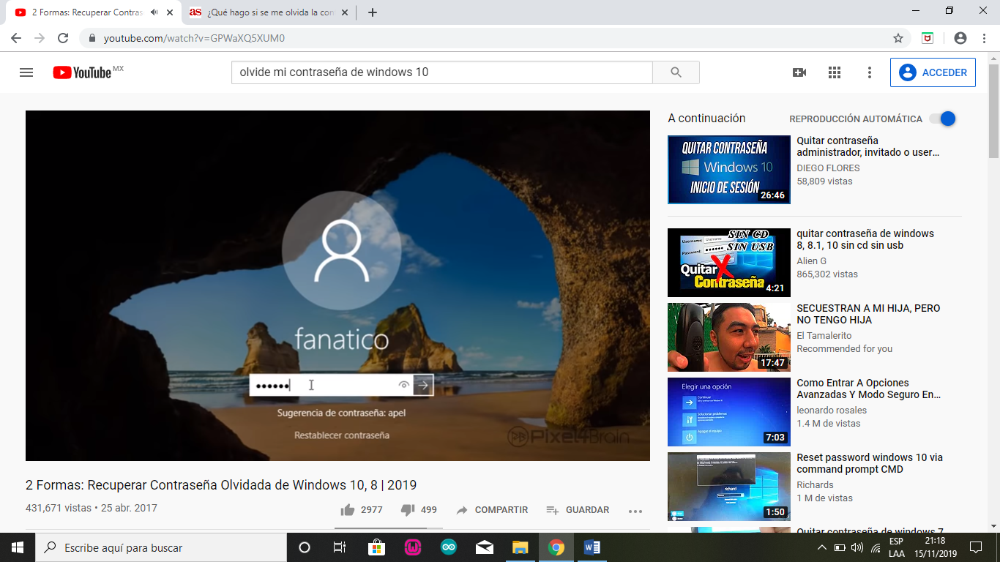 2 Formas: Recuperar Contras
¿Qué hago si se me olvida la con
youtube.com/watch?v=GPWaXQ5XUM0
YouTube MX
olvide mi contraseña de windows 10
ACCEDER
fanatico
••••••
Sugerencia de contraseña: apel
Restablecer contraseña
Pixel4Brain
2 Formas: Recuperar Contraseña Olvidada de Windows 10, 8 | 2019
431,671 vistas • 25 abr. 2017
2977
499
COMPARTIR
GUARDAR
A continuación
REPRODUCCIÓN AUTOMÁTICA
QUITAR CONTRASEÑA
Windows 10
INICIO DE SESIÓN
26:46
Quitar contraseña
administrador, invitado o user…
DIEGO FLORES
58,809 vistas
Username: Username
Password:
SIN CD
SIN USB
Quitar
Contraseña
4:21
quitar contraseña de windows
8, 8.1, 10 sin cd sin usb
Alien G
865,302 vistas
17:47
SECUESTRAN A MI HIJA, PERO
NO TENGO HIJA
El Tamalerito
Recommended for you
Elegir una opción
Continuar
Solucionar problemas
Apagar el equipo
7:03
Como Entrar A Opciones
Avanzadas Y Modo Seguro En…
leonardo rosales
1.4 M de vistas
richard
1:50
Reset password windows 10 via
command prompt CMD
Richards
1 M de vistas
Quitar contraseña de windows 7
Escribe aquí para buscar
ESP
LAA
21:18
15/11/2019